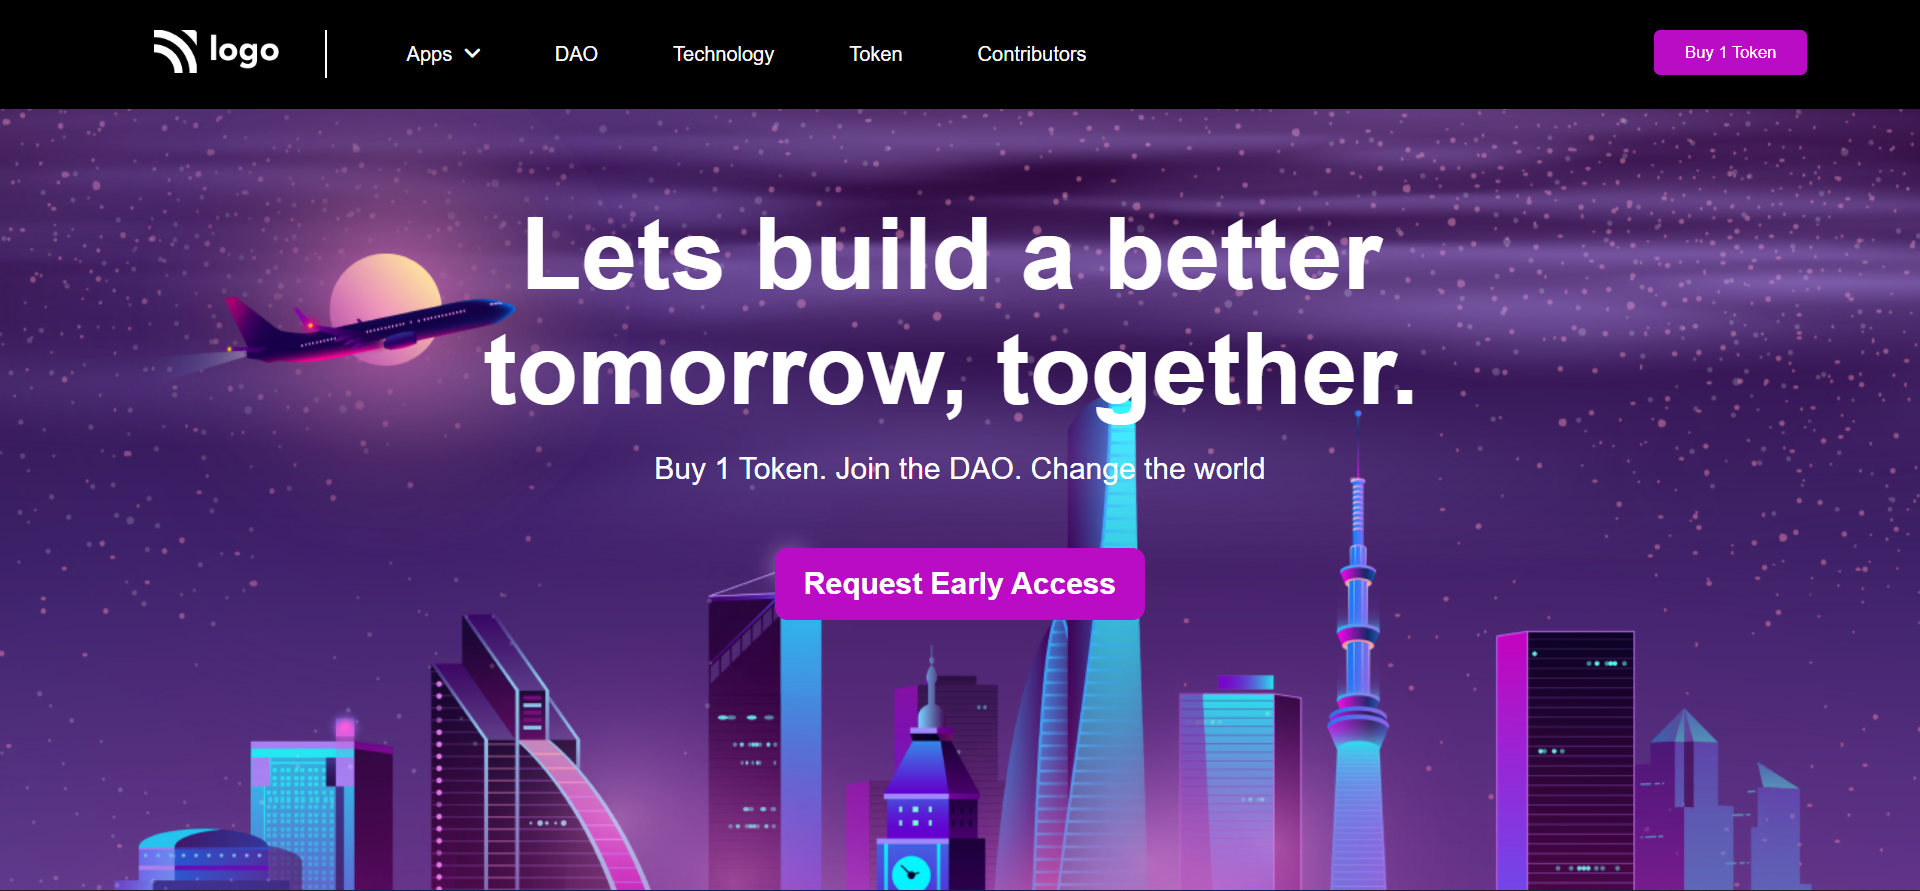 logo
Apps
DAO
Technology
Token
Contributors
Buy 1 Token
Lets build a better
tomorrow, together.
Buy 1 Token. Join the DAO. Change the world
Request Early Access